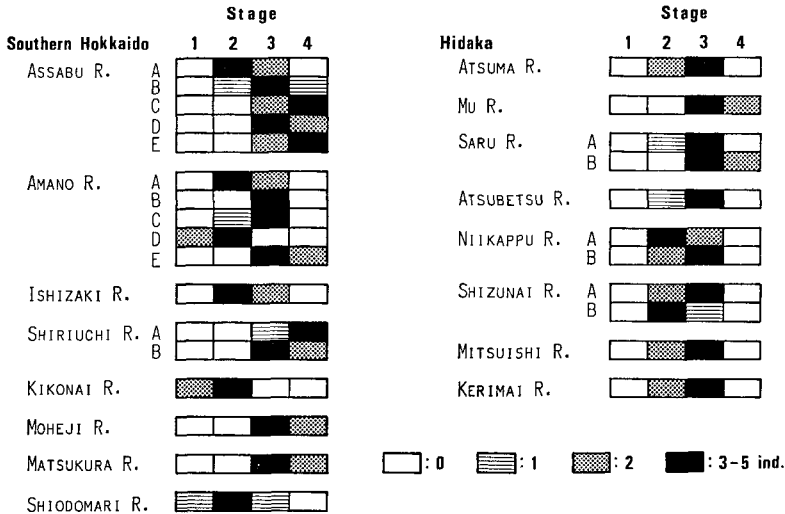 Stage
Southern Hokkaido 1 2 3 4
ASSABU R. A
B
C
D
E
AMANO R. A
B
C
D
E
ISHIZAKI R.
SHIRIUCHI R. A
B
KIKONAI R.
MOHEJI R.
MATSUKURA R.
SHIODOMARI R.
Stage
Hidaka 1 2 3 4
ATSUMA R.
MU R.
SARU R. A
B
ATSUBETSU R.
NIIKAPPU R. A
B
SHIZUNAI R. A
B
MITSUISHI R.
KERIMAI R.
: 0 : 1 : 2 : 3-5 ind.